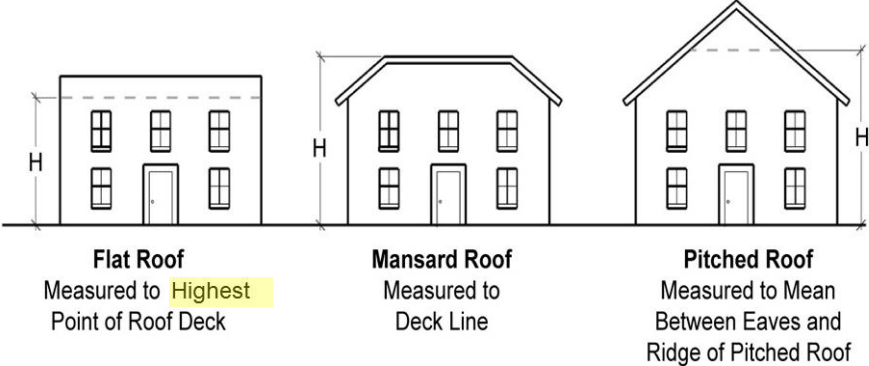 H
H
H
Flat Roof
Measured to Highest
Point of Roof Deck
Mansard Roof
Measured to
Deck Line
Pitched Roof
Measured to Mean
Between Eaves and
Ridge of Pitched Roof